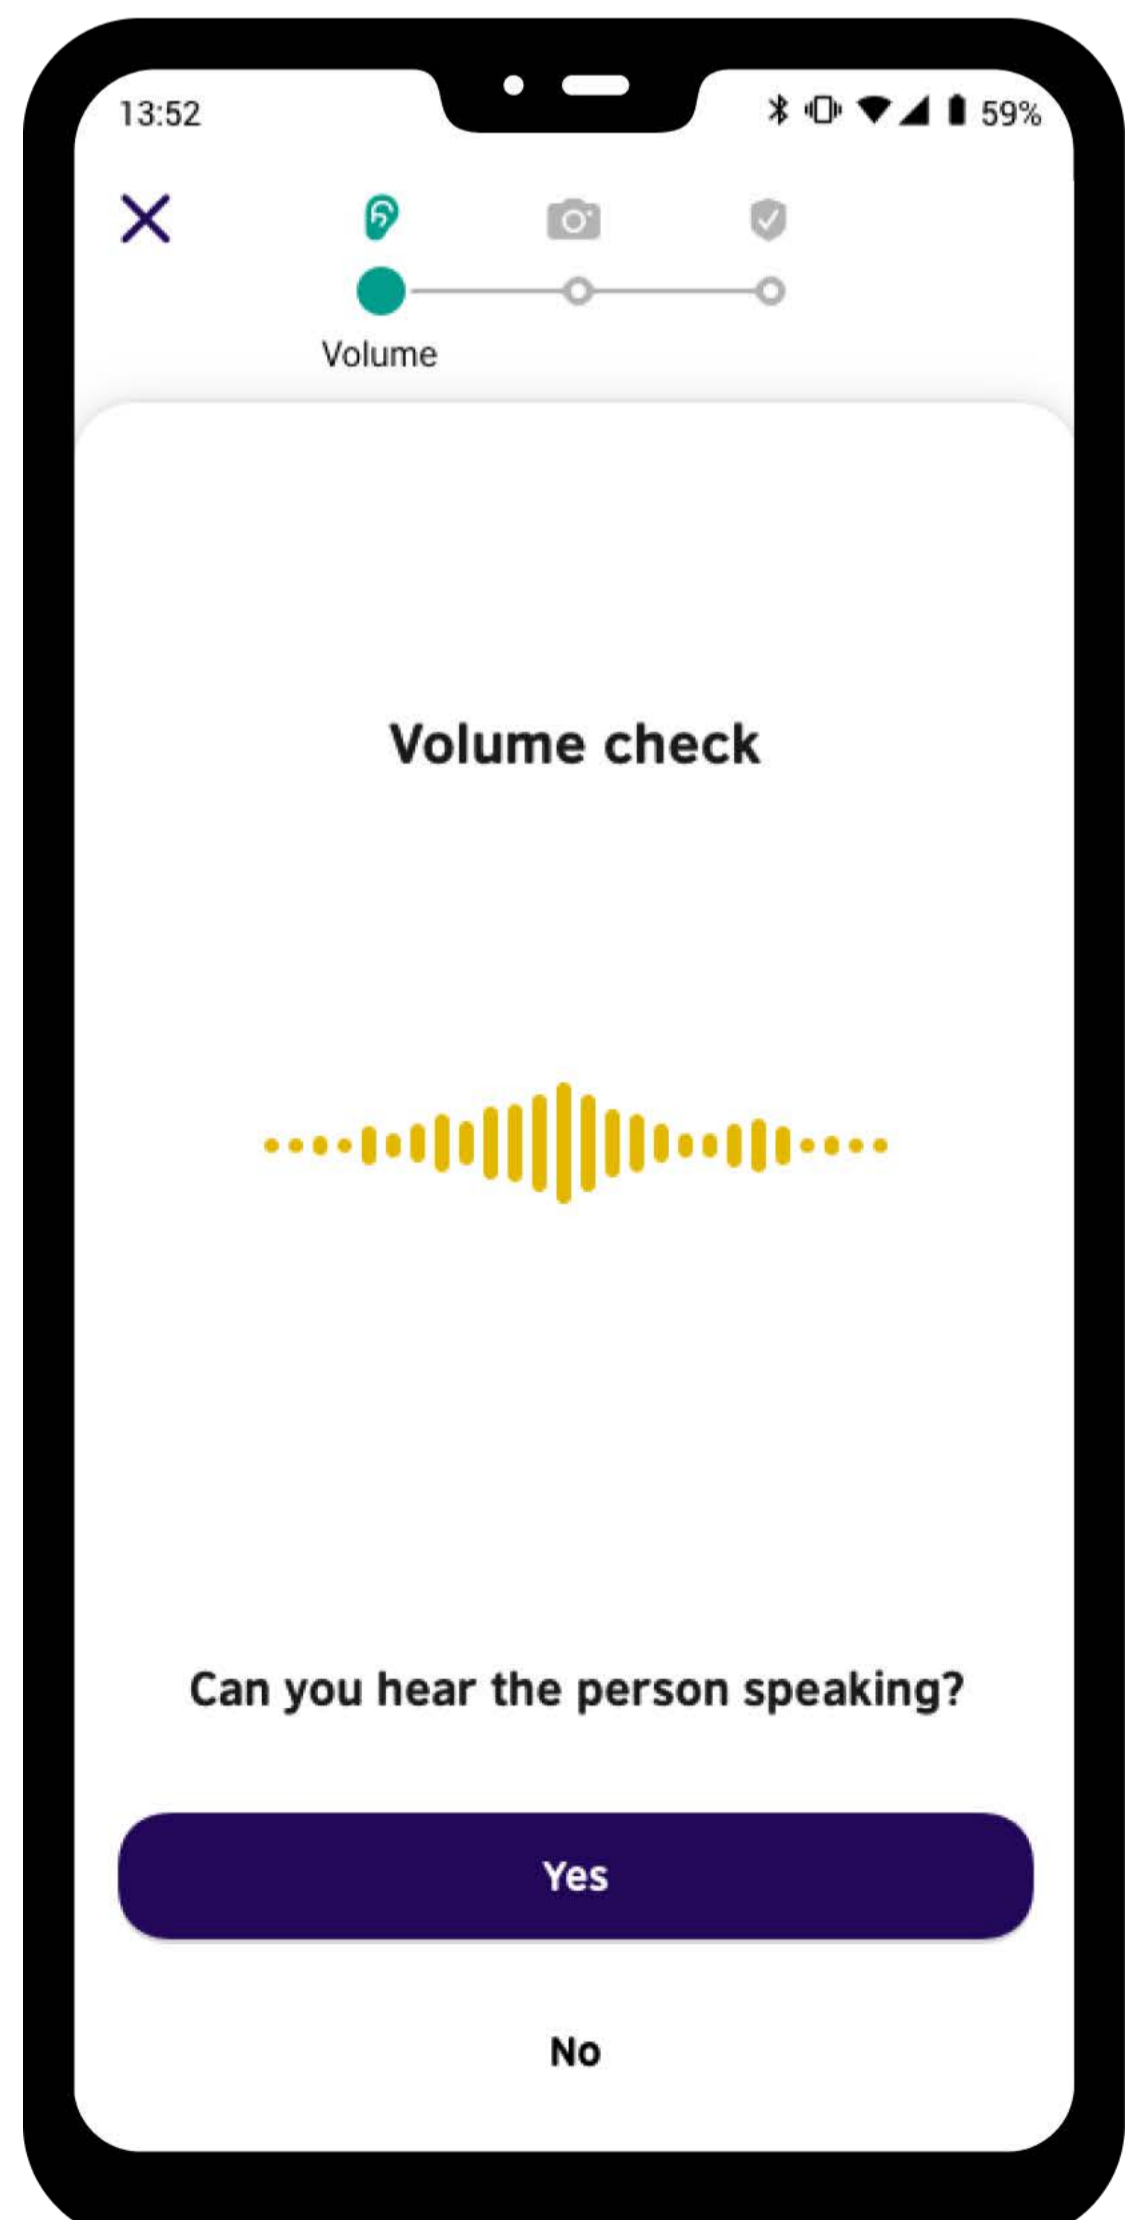 13:52
59%
Volume
Volume check
Can you hear the person speaking?
Yes
No